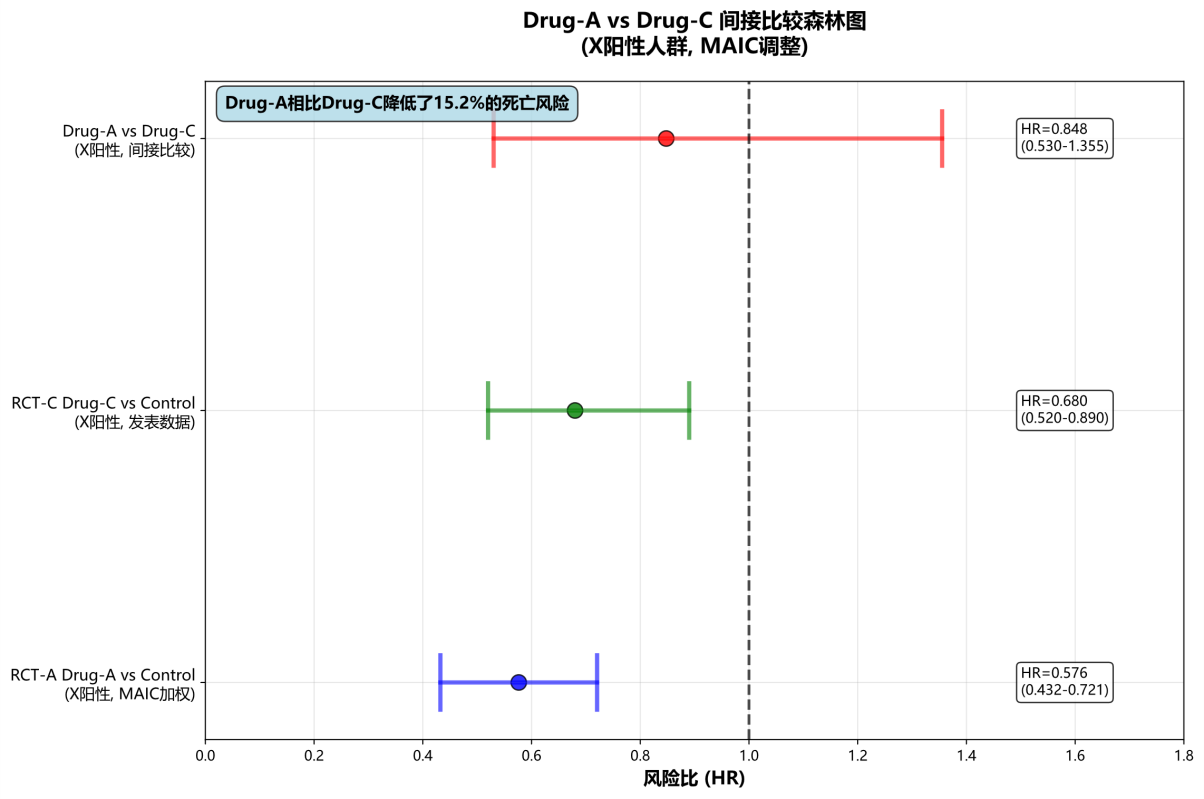 Drug-A vs Drug-C 间接比较森林图
(X阳性人群, MAIC调整)
Drug-A相比Drug-C降低了15.2%的死亡风险
Drug-A vs Drug-C
(X阳性, 间接比较)
HR=0.848
(0.530-1.355)
RCT-C Drug-C vs Control
(X阳性, 发表数据)
HR=0.680
(0.520-0.890)
RCT-A Drug-A vs Control
(X阳性, MAIC加权)
HR=0.576
(0.432-0.721)
0.0 0.2 0.4 0.6 0.8 1.0 1.2 1.4 1.6 1.8
风险比 (HR)